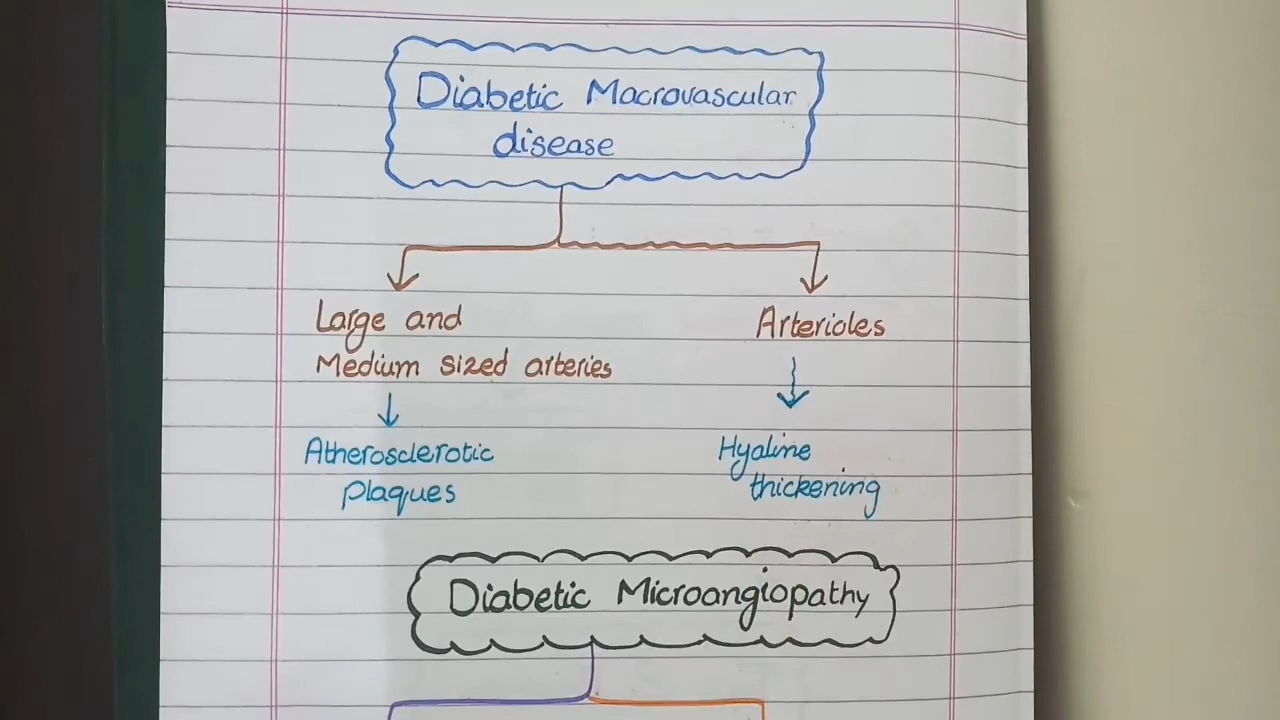 Diabetic Macrovascular
disease
Large and
Medium sized arteries
Arterioles
Atherosclerotic
plaques
Hyaline
thickening
Diabetic Microangiopathy